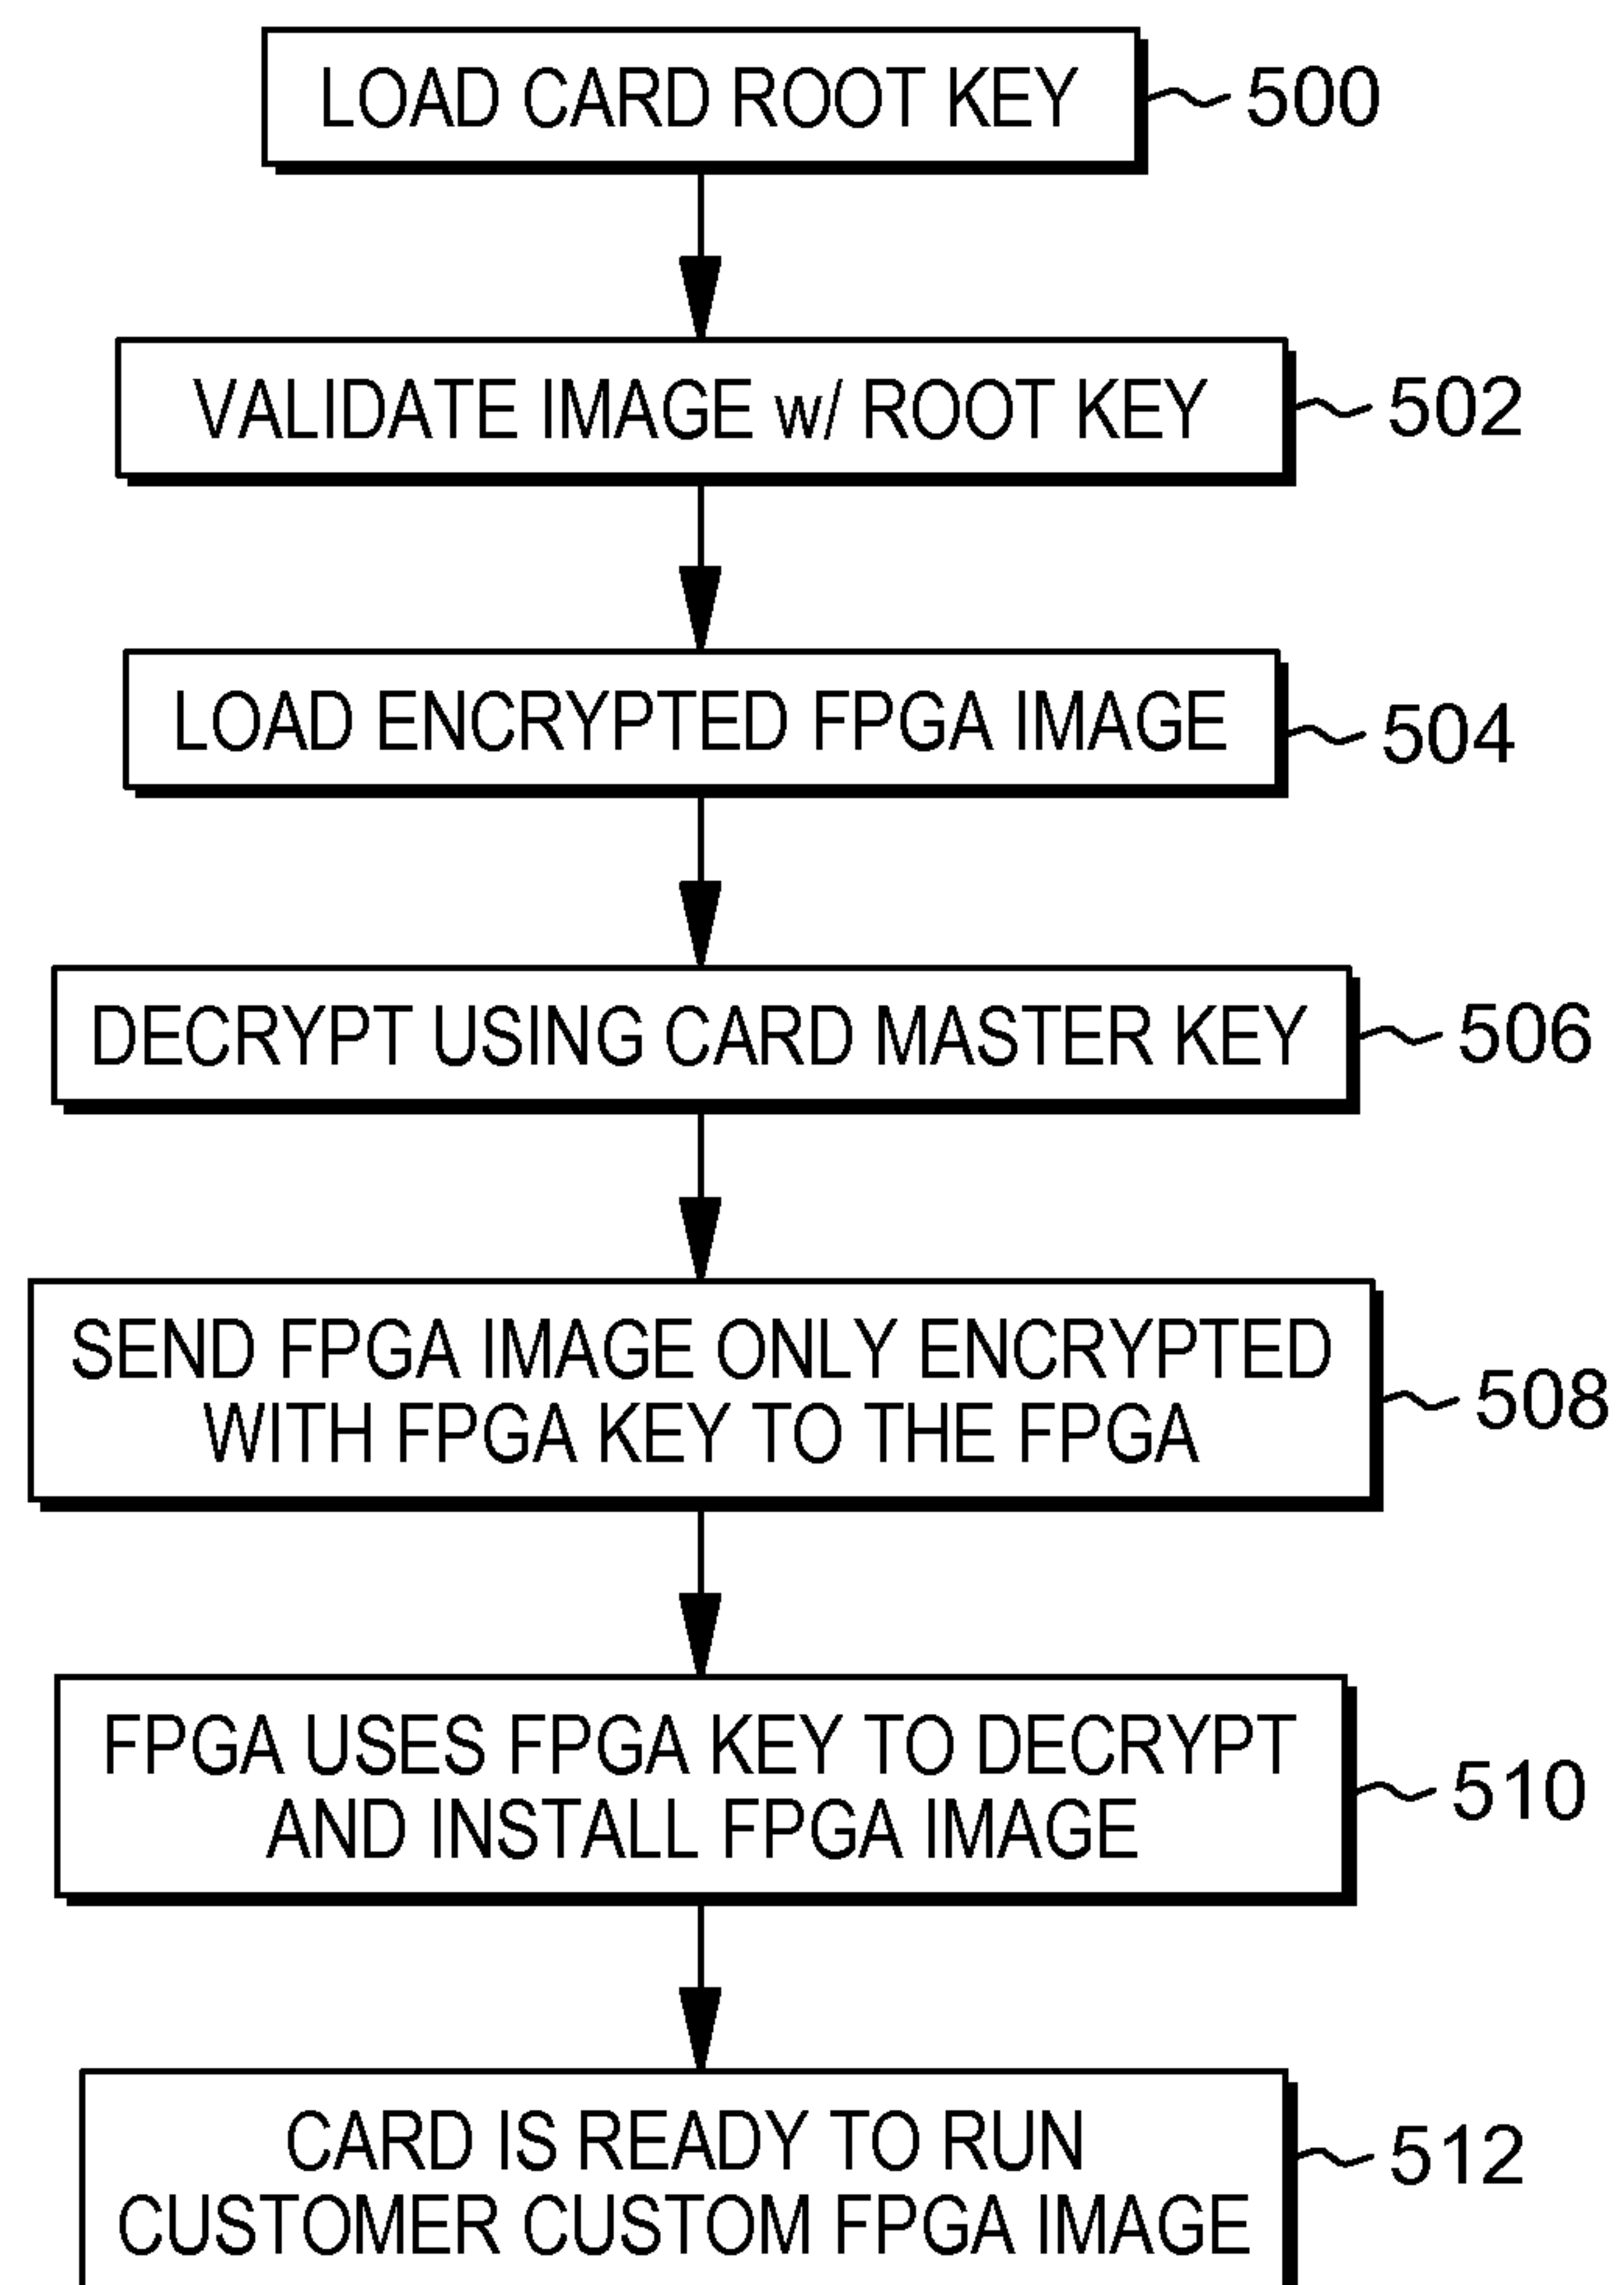 LOAD CARD ROOT KEY
500
VALIDATE IMAGE w/ ROOT KEY
502
LOAD ENCRYPTED FPGA IMAGE
504
DECRYPT USING CARD MASTER KEY
506
SEND FPGA IMAGE ONLY ENCRYPTED
WITH FPGA KEY TO THE FPGA
508
FPGA USES FPGA KEY TO DECRYPT
AND INSTALL FPGA IMAGE
510
CARD IS READY TO RUN
CUSTOMER CUSTOM FPGA IMAGE
512